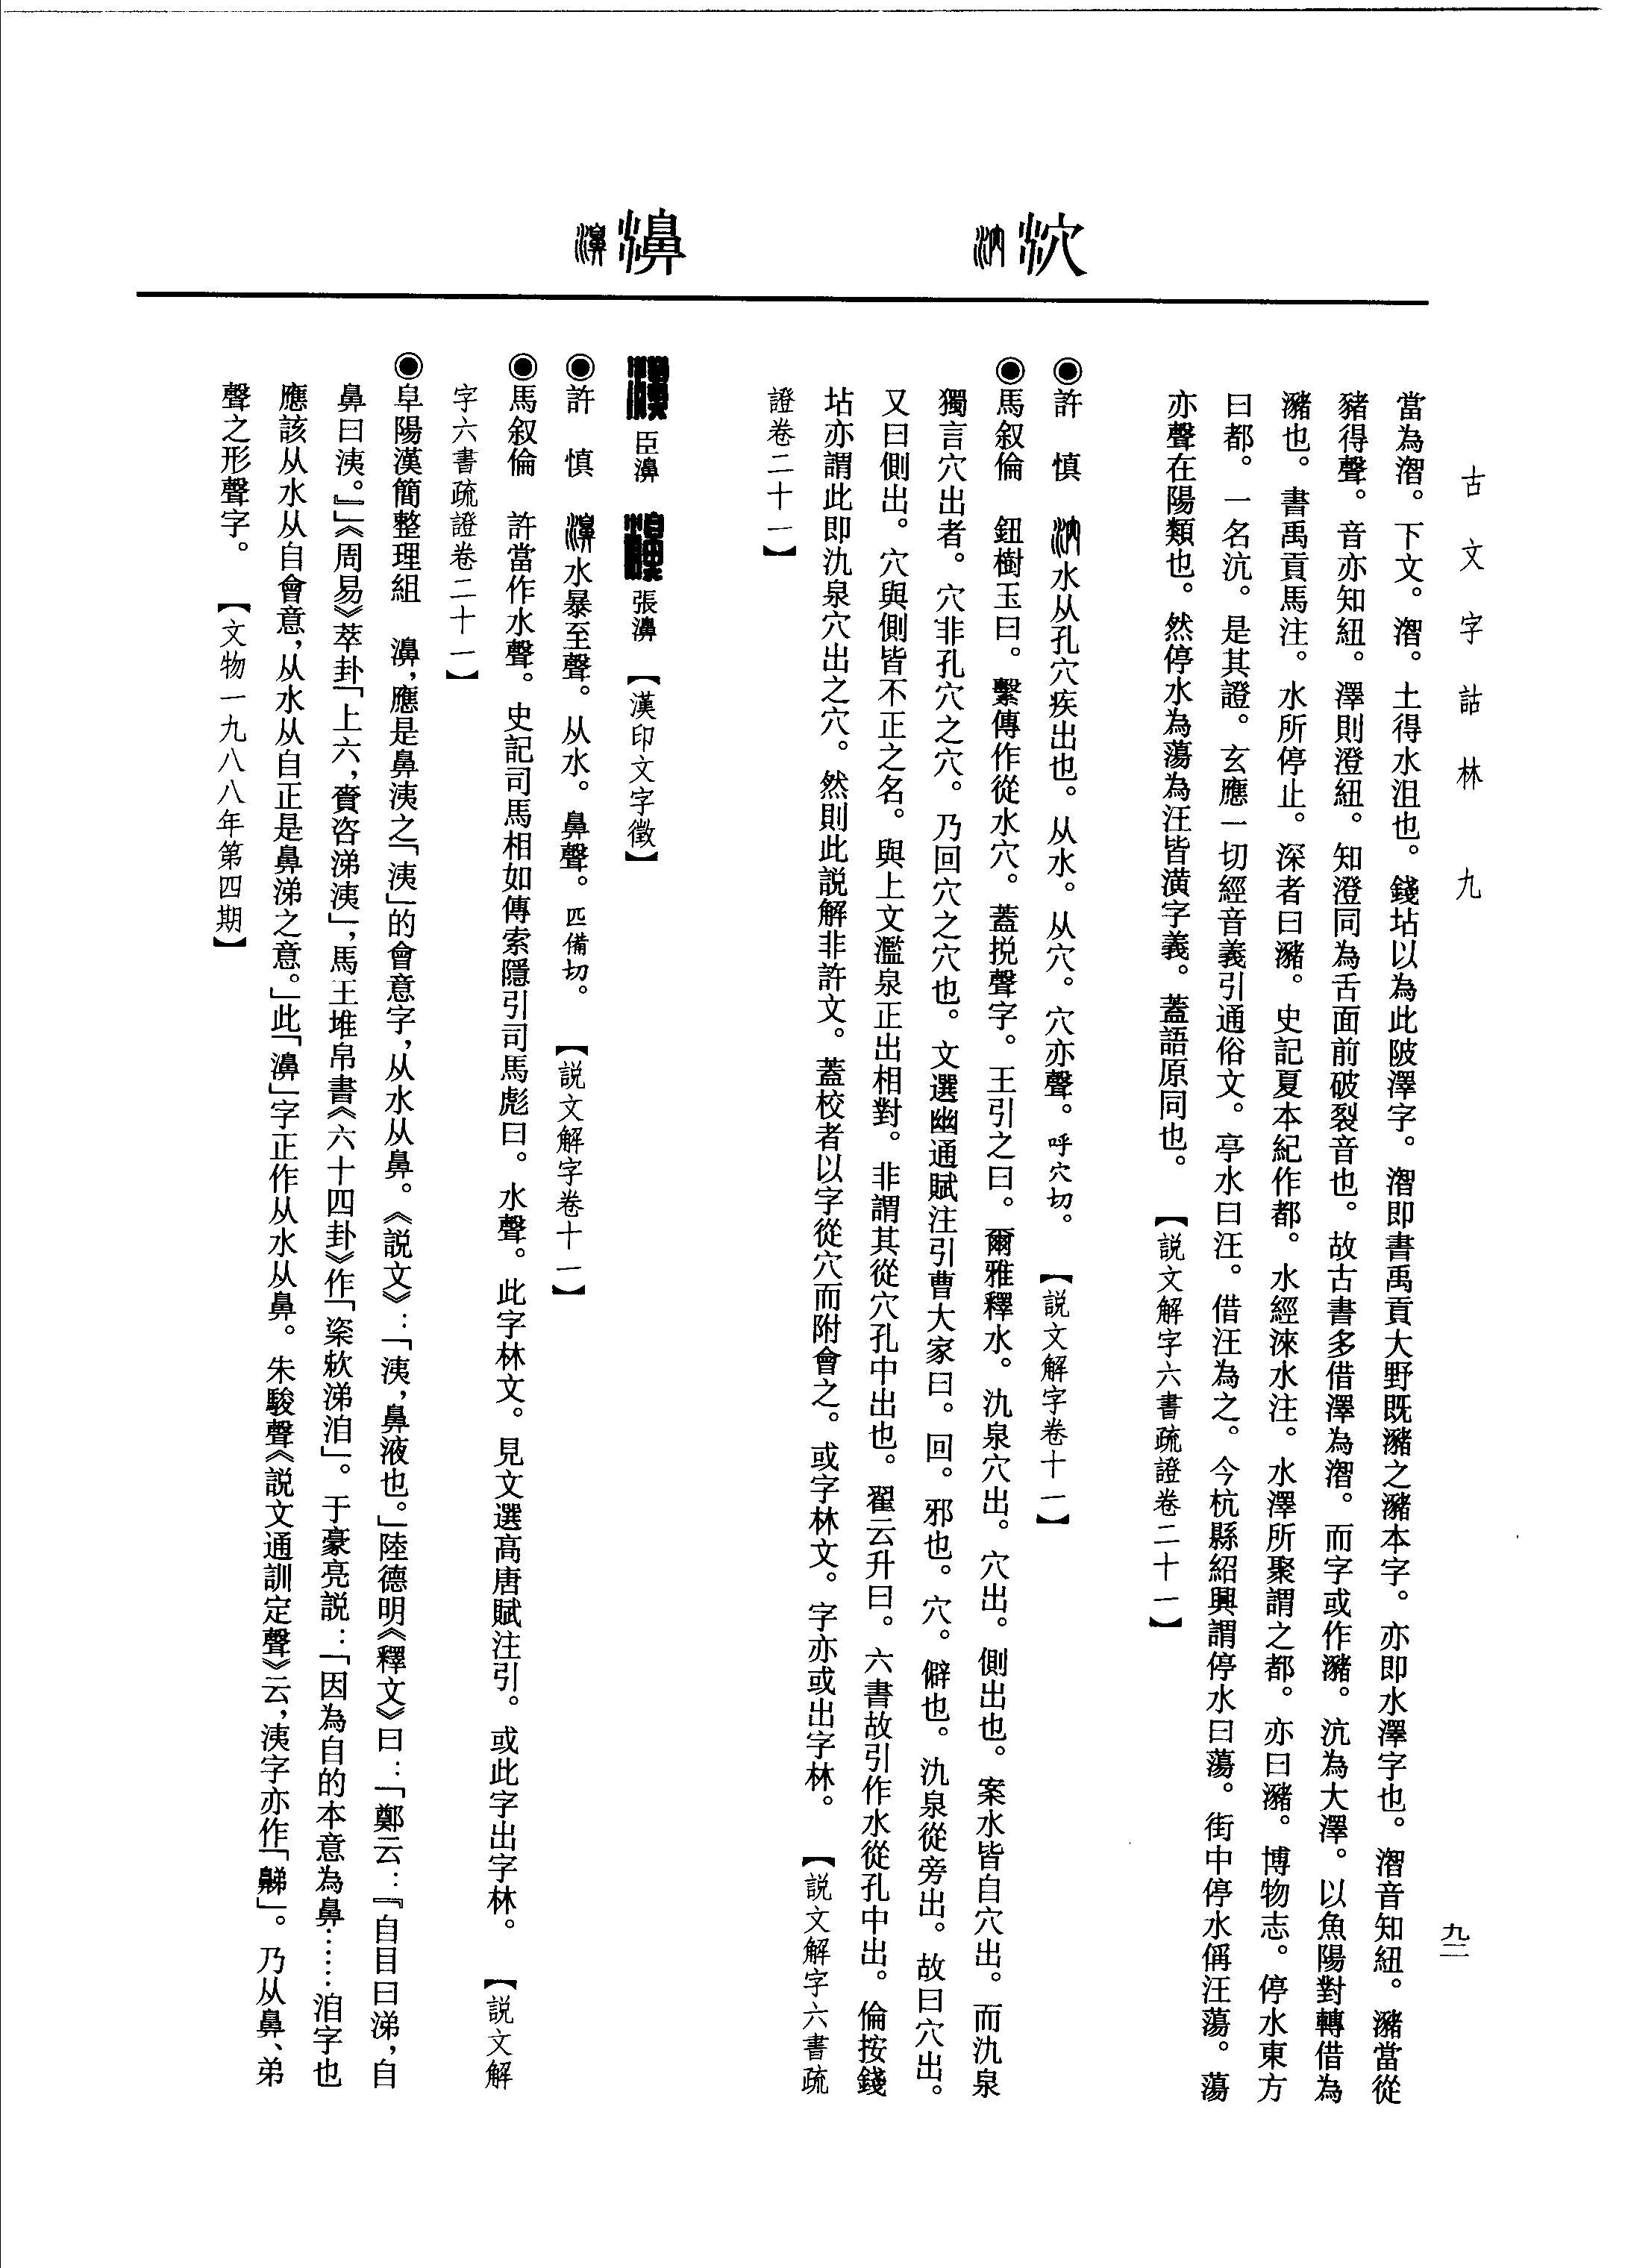 古文字詁林 九
九二
當為㴶。下文。㴶。土得水沮也。錢坫以為此陂澤字。㴶即書禹貢大野既瀦之瀦本字。亦即水澤字也。㴶音知紐。瀦當從
豬得聲。音亦知紐。澤則澄紐。知澄同為舌面前破裂音也。故古書多借澤為㴶。而字或作瀦。沆為大澤。以魚陽對轉借為
瀦也。書禹貢馬注。水所停止。深者曰瀦。史記夏本紀作都。水經淶水注。水澤所聚謂之都。亦曰瀦。博物志。停水東方
曰都。一名沆。是其證。玄應一切經音義引通俗文。亭水曰汪。借汪為之。今杭縣紹興謂停水曰蕩。街中停水偁汪蕩。蕩
亦聲在陽類也。然停水為蕩為汪皆潢字義。蓋語原同也。 【說文解字六書疏證卷二十一】
泬
◉許 慎 泬水从孔穴疾出也。从水。从穴。穴亦聲。呼穴切。 【說文解字卷十一】
◉馬叙倫 鈕樹玉曰。繫傳作從水穴。蓋挩聲字。王引之曰。爾雅釋水。氿泉穴出。穴出。側出也。案水皆自穴出。而氿泉
獨言穴出者。穴非孔穴之穴。乃回穴之穴也。文選幽通賦注引曹大家曰。回。邪也。穴。僻也。氿泉從旁出。故曰穴出。
又曰側出。穴與側皆不正之名。與上文濫泉正出相對。非謂其從穴孔中出也。翟云升曰。六書故引作水從孔中出。倫按錢
坫亦謂此即氿泉穴出之穴。然則此説解非許文。蓋校者以字從穴而附會之。或字林文。字亦或出字林。 【説文解字六書疏
證卷二十一】
濞
臣濞 張濞 【漢印文字徵】
◉許 慎 濞水暴至聲。从水。鼻聲。匹備切。 【説文解字卷十一】
◉馬叙倫 許當作水聲。史記司馬相如傳索隱引司馬彪曰。水聲。此字林文。見文選高唐賦注引。或此字出字林。 【説文解
字六書疏證卷二十一】
◉阜陽漢簡整理組 濞，應是鼻洟之「洟」的會意字，从水从鼻。《説文》：「洟，鼻液也。」陸德明《釋文》曰：「鄭云：『自目曰涕，自
鼻曰洟。』」《周易》萃卦「上六，賫咨涕洟」，馬王堆帛書《六十四卦》作「粢欥涕洎」。于豪亮説：「因為自的本意為鼻……洎字也
應該从水从自會意，从水从自正是鼻涕之意。」此「濞」字正作从水从鼻。朱駿聲《説文通訓定聲》云，洟字亦作「𪖦」。乃从鼻、弟
聲之形聲字。 【文物一九八八年第四期】